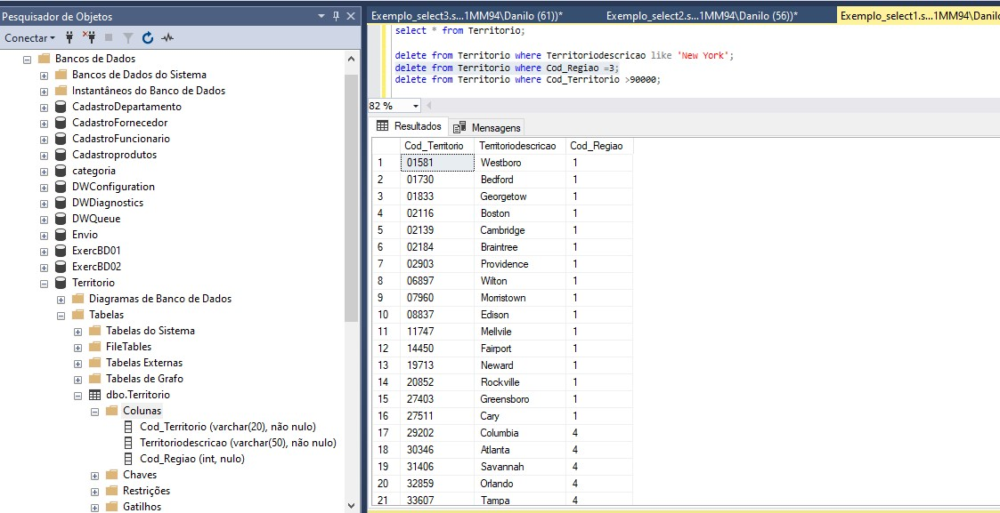 Pesquisador de Objetos
Conectar
Bancos de Dados
Bancos de Dados do Sistema
Instantâneos do Banco de Dados
CadastroDepartamento
CadastroFornecedor
CadastroFuncionario
Cadastroprodutos
categoria
DWConfiguration
DWDiagnostics
DWQueue
Envio
ExercBD01
ExercBD02
Territorio
Diagramas de Banco de Dados
Tabelas
Tabelas do Sistema
FileTables
Tabelas Externas
Tabelas de Grafo
dbo.Territorio
Colunas
Cod_Territorio (varchar(20), não nulo)
Territoriodescricao (varchar(50), não nulo)
Cod_Regiao (int, nulo)
Chaves
Restrições
Gatilhos
Exemplo_select3.s...1MM94\Danilo (61))* Exemplo_select2.s...1MM94\Danilo (56))* Exemplo_select1.s...1MM94\Danilo
select * from Territorio;
delete from Territorio where Territoriodescricao like 'New York';
delete from Territorio where Cod_Regiao =3;
delete from Territorio where Cod_Territorio >90000;
82 %
Resultados Mensagens
Cod_Territorio Territoriodescricao Cod_Regiao
1 01581 Westboro 1
2 01730 Bedford 1
3 01833 Georgetow 1
4 02116 Boston 1
5 02139 Cambridge 1
6 02184 Braintree 1
7 02903 Providence 1
8 06897 Wilton 1
9 07960 Morristown 1
10 08837 Edison 1
11 11747 Mellvile 1
12 14450 Fairport 1
13 19713 Neward 1
14 20852 Rockville 1
15 27403 Greensboro 1
16 27511 Cary 1
17 29202 Columbia 4
18 30346 Atlanta 4
19 31406 Savannah 4
20 32859 Orlando 4
21 33607 Tampa 4